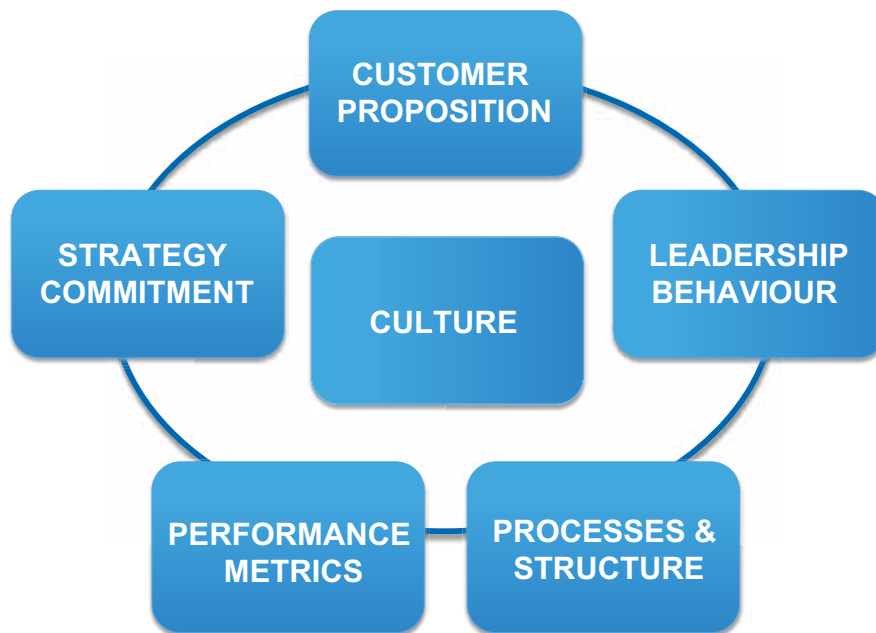 CUSTOMER
PROPOSITION
STRATEGY
COMMITMENT
LEADERSHIP
BEHAVIOUR
CULTURE
PERFORMANCE
METRICS
PROCESSES &
STRUCTURE